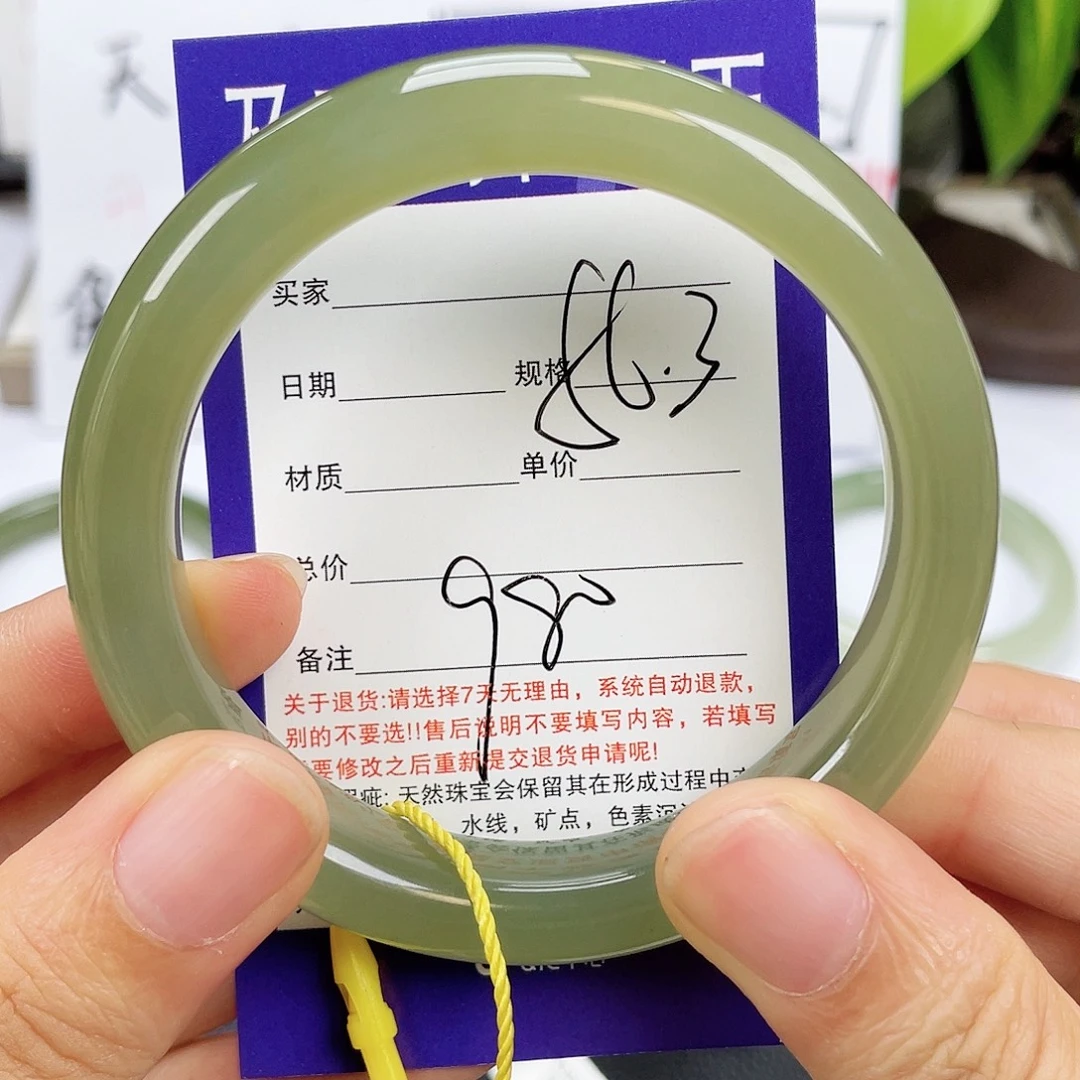 天
买家
日期 规格 56.3
材质 单价
总价 980
备注
关于退货:请选择7天无理由，系统自动退款，
别的不要选!!售后说明不要填写内容，若填写
要修改之后重新提交退货申请呢!
疵: 天然珠宝会保留其在形成过程中
水线，矿点，色素沉